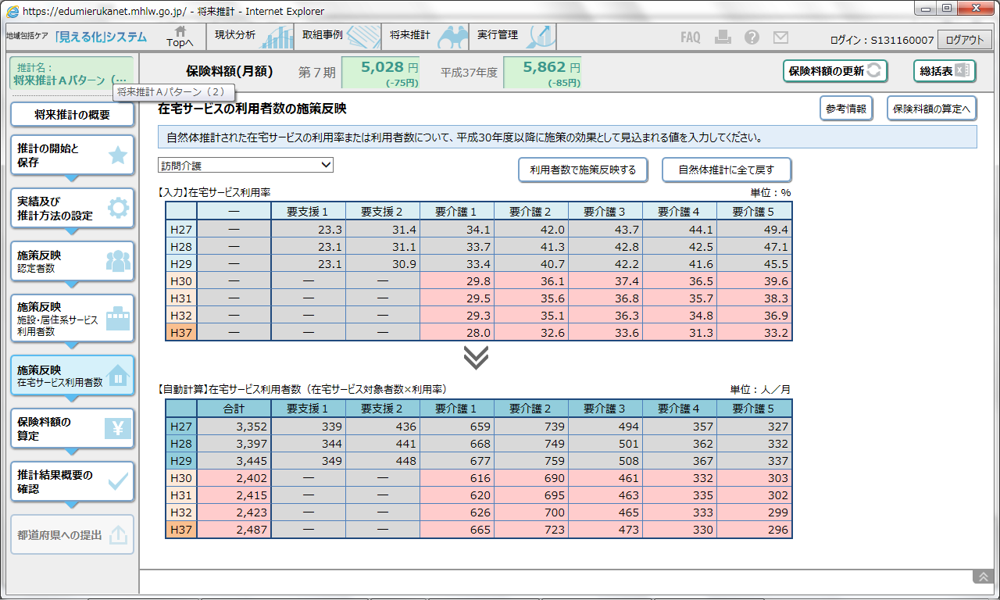 https://edumierukanet.mhlw.go.jp/ - 将来推計 - Internet Explorer
地域包括ケア 「見える化」システム
Topへ
現状分析
取組事例
将来推計
実行管理
FAQ
ログイン：S131160007
ログアウト
推計名：
将来推計Ａパターン（…
将来推計Ａパターン（２）
保険料額(月額)
第７期 5,028 円
(-75円)
平成37年度 5,862 円
(-85円)
保険料額の更新
総括表
将来推計の概要
推計の開始と
保存
実績及び
推計方法の設定
施策反映
認定者数
施策反映
施設・居住系サービス
利用者数
施策反映
在宅サービス利用者数
保険料額の
算定
¥
推計結果概要の
確認
都道府県への提出
在宅サービスの利用者数の施策反映
参考情報
保険料額の算定へ
自然体推計された在宅サービスの利用率または利用者数について、平成30年度以降に施策の効果として見込まれる値を入力してください。
訪問介護
利用者数で施策反映する
自然体推計に全て戻す
【入力】在宅サービス利用率
単位：%
― 要支援１ 要支援２ 要介護１ 要介護２ 要介護３ 要介護４ 要介護５
H27 ― 23.3 31.4 34.1 42.0 43.7 44.1 49.4
H28 ― 23.1 31.1 33.7 41.3 42.8 42.5 47.1
H29 ― 23.1 30.9 33.4 40.7 42.2 41.6 45.5
H30 ― ― ― 29.8 36.1 37.4 36.5 39.6
H31 ― ― ― 29.5 35.6 36.8 35.7 38.3
H32 ― ― ― 29.3 35.1 36.3 34.8 36.9
H37 ― ― ― 28.0 32.6 33.6 31.3 33.2
【自動計算】在宅サービス利用者数（在宅サービス対象者数×利用率）
単位：人／月
合計 要支援１ 要支援２ 要介護１ 要介護２ 要介護３ 要介護４ 要介護５
H27 3,352 339 436 659 739 494 357 327
H28 3,397 344 441 668 749 501 362 332
H29 3,445 349 448 677 759 508 367 337
H30 2,402 ― ― 616 690 461 332 303
H31 2,415 ― ― 620 695 463 335 302
H32 2,423 ― ― 626 700 465 333 299
H37 2,487 ― ― 665 723 473 330 296